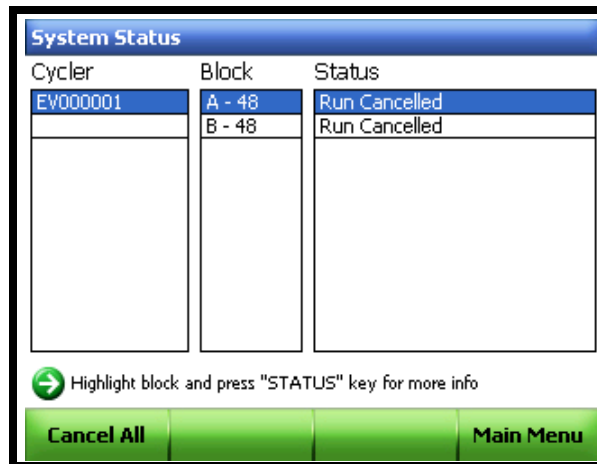 System Status
Cycler Block Status
EV000001 A - 48 Run Cancelled
B - 48 Run Cancelled
Highlight block and press "STATUS" key for more info
Cancel All Main Menu